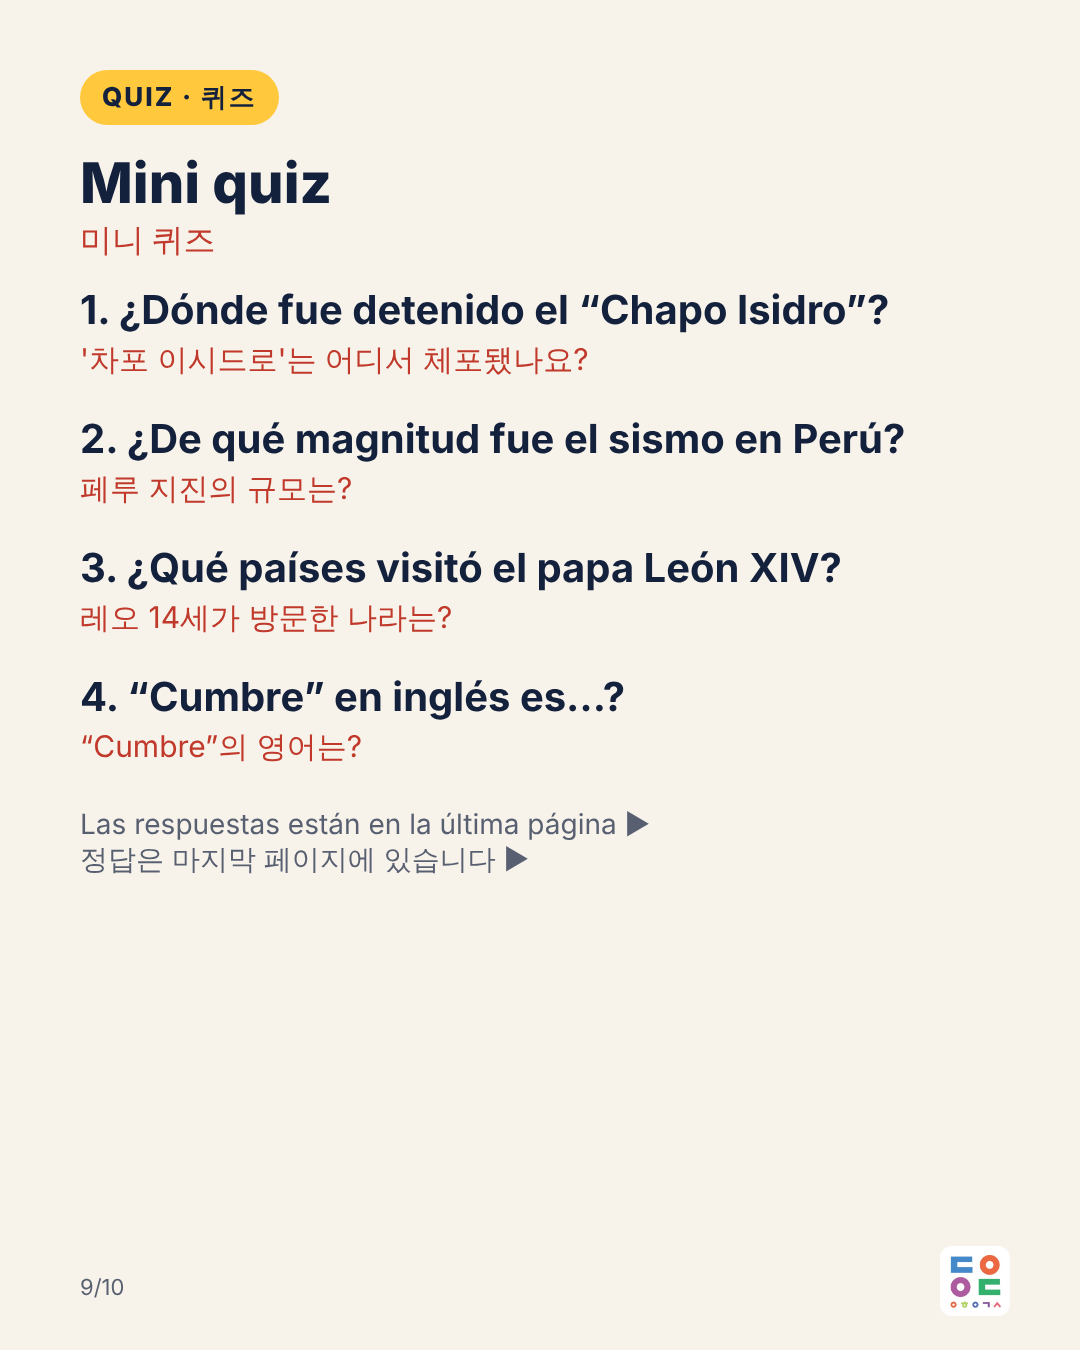 QUIZ · 퀴즈
Mini quiz
미니 퀴즈
1. ¿Dónde fue detenido el “Chapo Isidro”?
'차포 이시드로'는 어디서 체포됐나요?
2. ¿De qué magnitud fue el sismo en Perú?
페루 지진의 규모는?
3. ¿Qué países visitó el papa León XIV?
레오 14세가 방문한 나라는?
4. “Cumbre” en inglés es...?
“Cumbre”의 영어는?
Las respuestas están en la última página ▶
정답은 마지막 페이지에 있습니다 ▶
9/10